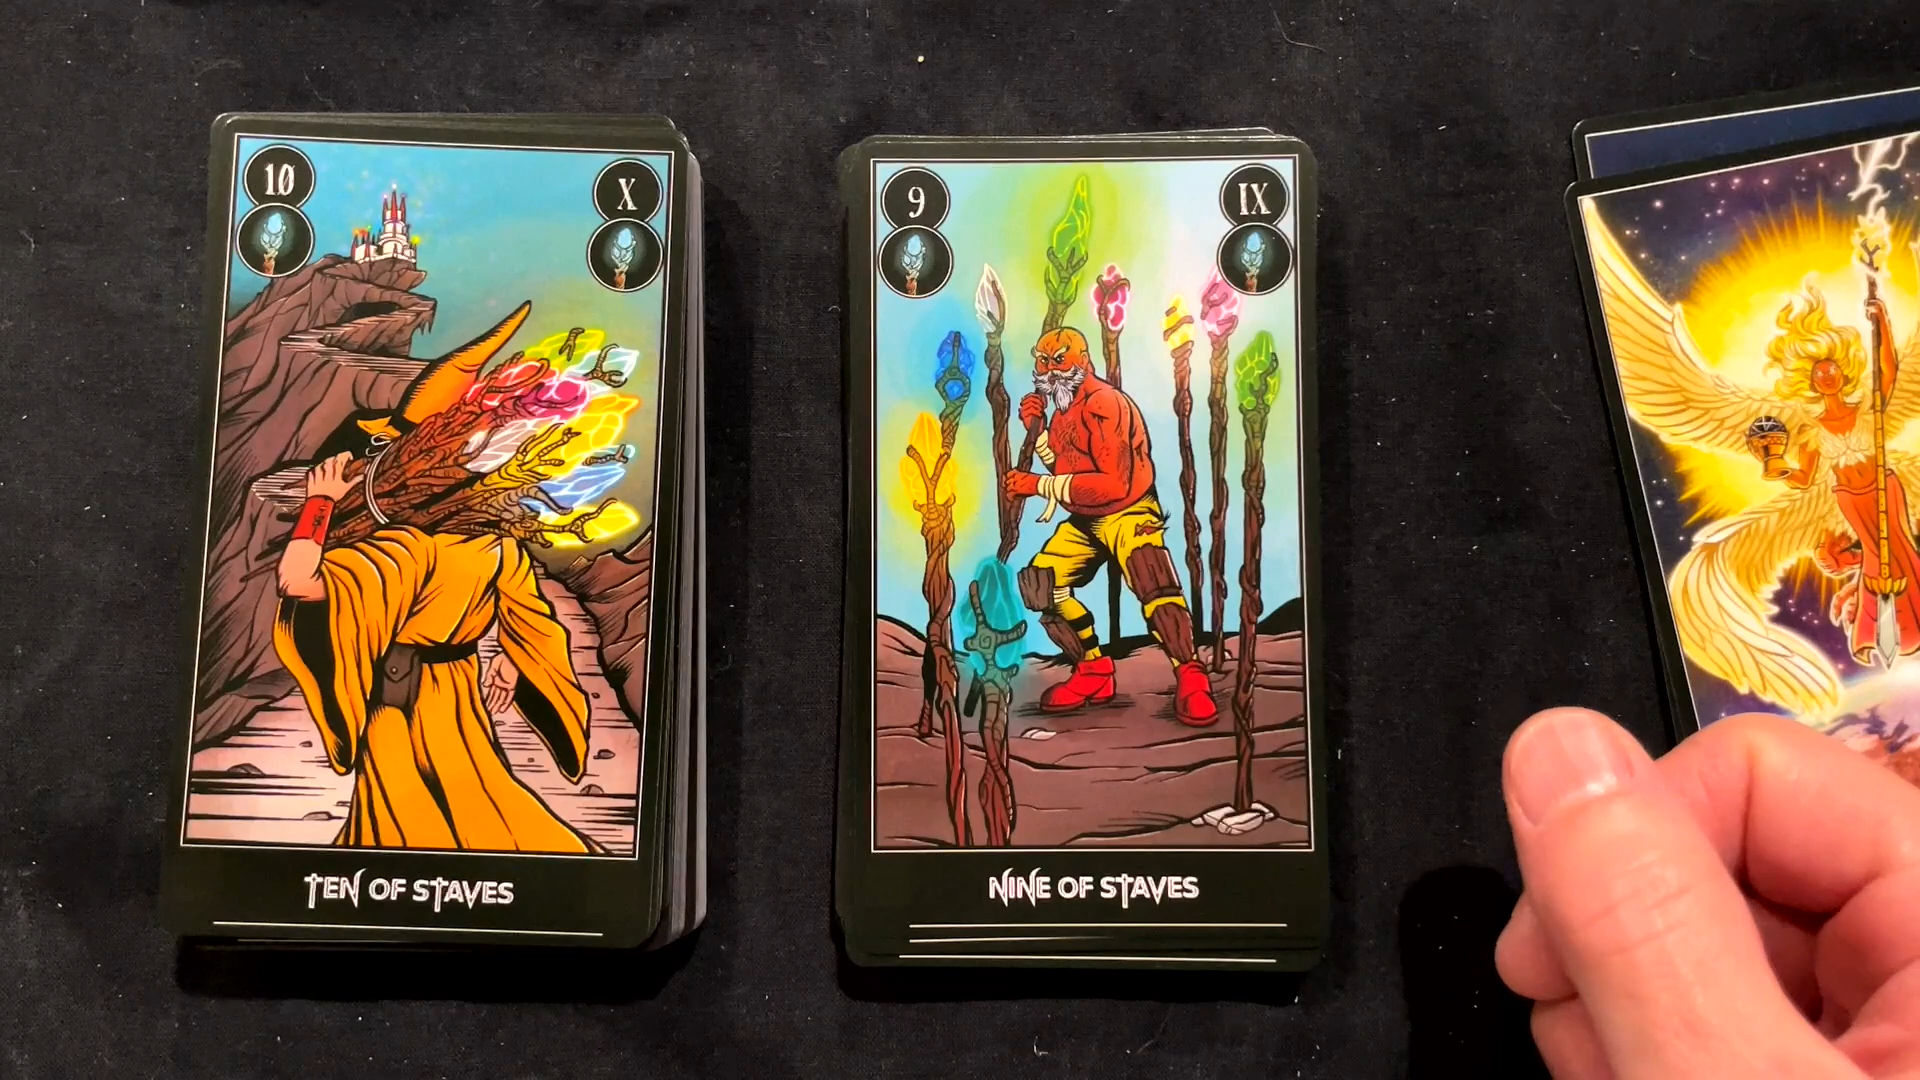 10
X
TEN OF STAVES
9
IX
NINE OF STAVES